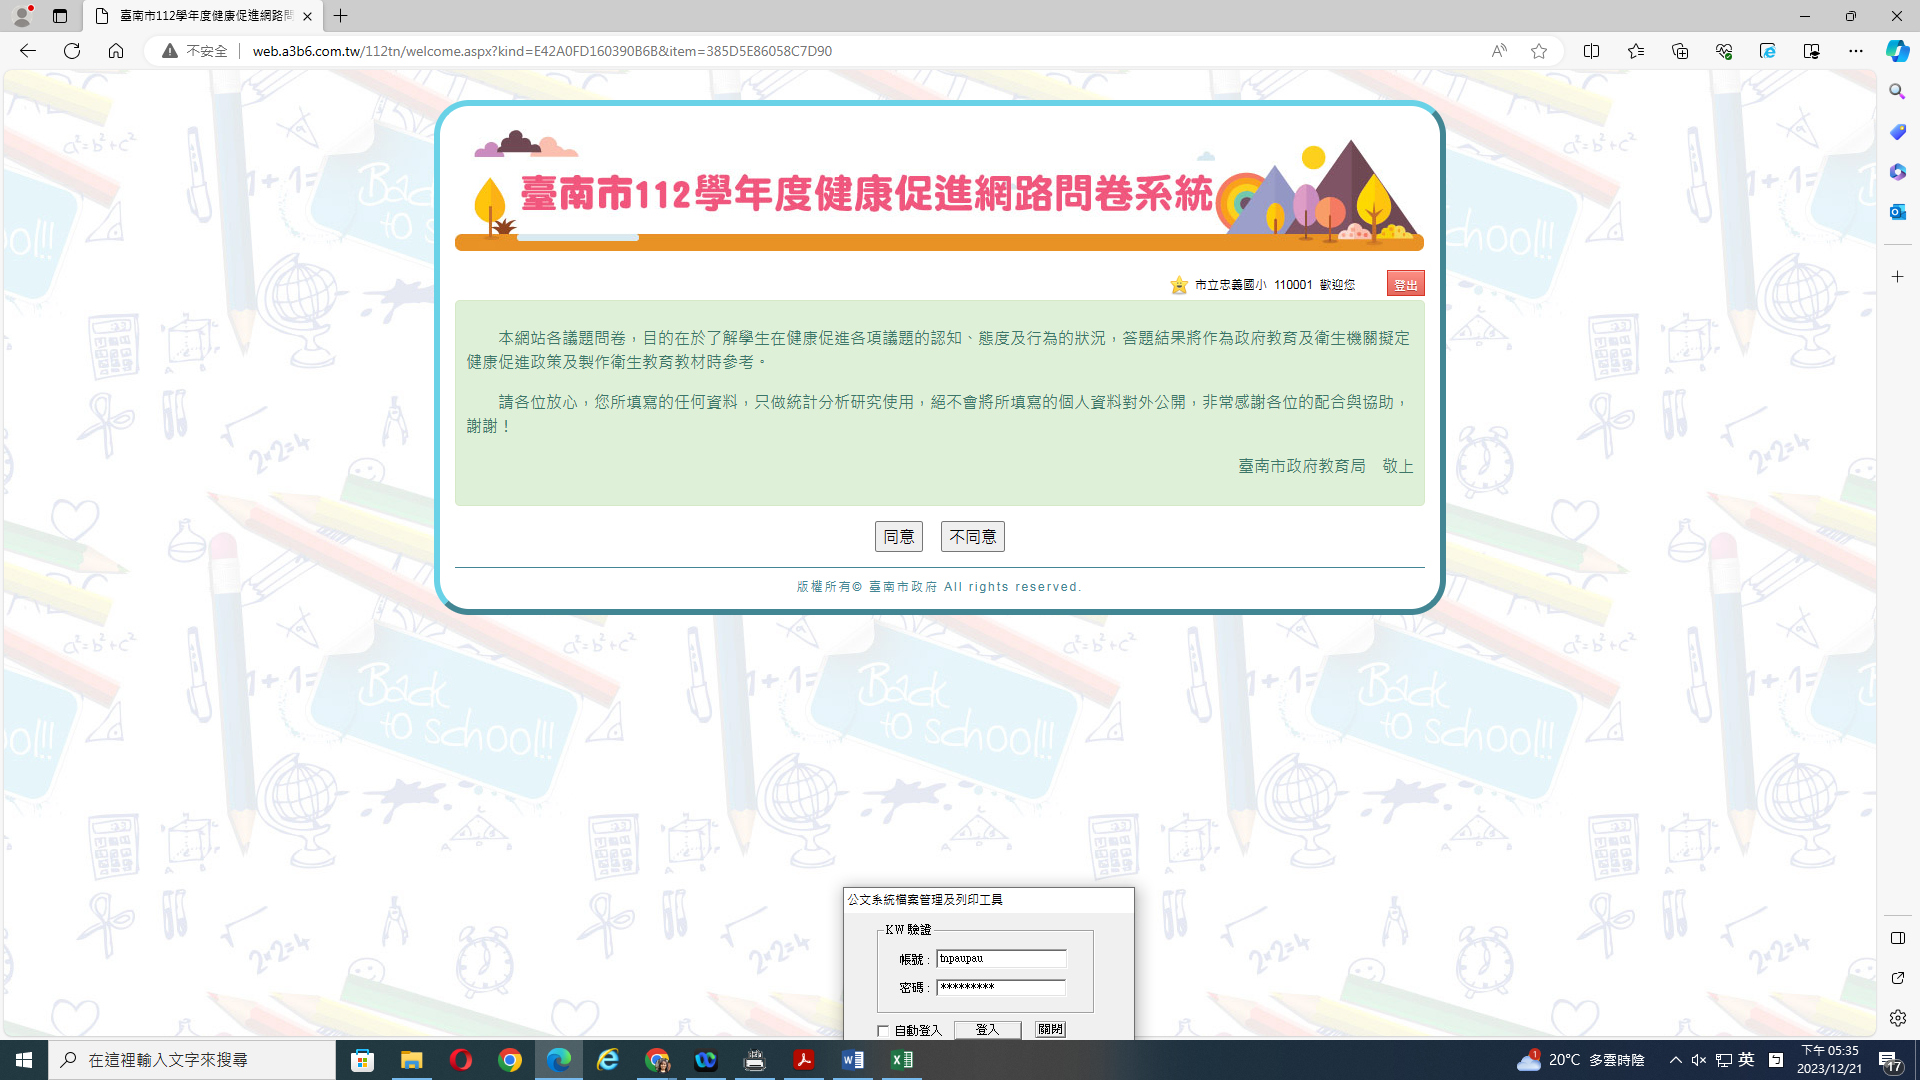 臺南市112學年度健康促進網路問
不安全
web.a3b6.com.tw/112tn/welcome.aspx?kind=E42A0FD160390B6B&item=385D5E86058C7D90
臺南市112學年度健康促進網路問卷系統
市立忠義國小 110001 歡迎您
登出
本網站各議題問卷，目的在於了解學生在健康促進各項議題的認知、態度及行為的狀況，答題結果將作為政府教育及衛生機關擬定
健康促進政策及製作衛生教育教材時參考。
請各位放心，您所填寫的任何資料，只做統計分析研究使用，絕不會將所填寫的個人資料對外公開，非常感謝各位的配合與協助，
謝謝！
臺南市政府教育局　敬上
同意 不同意
版權所有© 臺南市政府 All rights reserved.
Back
to school!!!
公文系統檔案管理及列印工具
KW 驗證
帳號 : tnpaupau
密碼 : *********
自動登入 登入 關閉
在這裡輸入文字來搜尋
1
20°C 多雲時陰
英
下午 05:35
2023/12/21
17